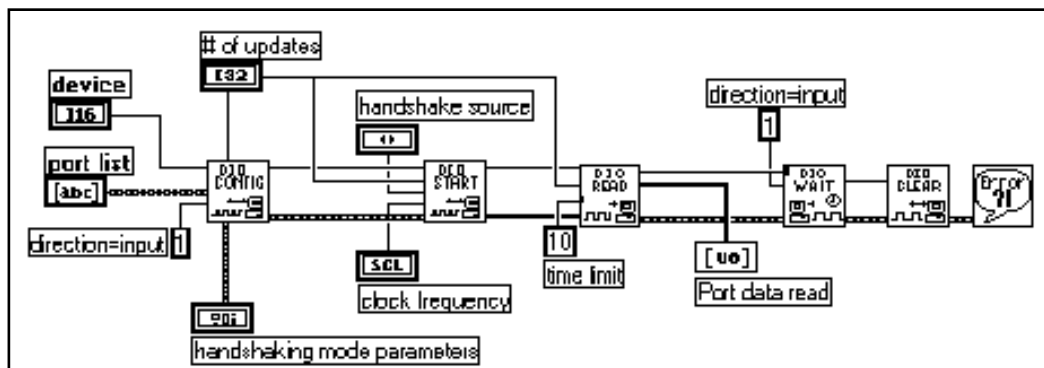 # of updates
I32
device
I16
handshake source
direction=input
1
port list
[abc]
DIO
CONFIG
DIO
START
DIO
READ
DIO
WAIT
DIO
CLEAR
Error
?!
direction=input 1
10
time limit
SGL
clock frequency
Port data read
handshaking mode parameters